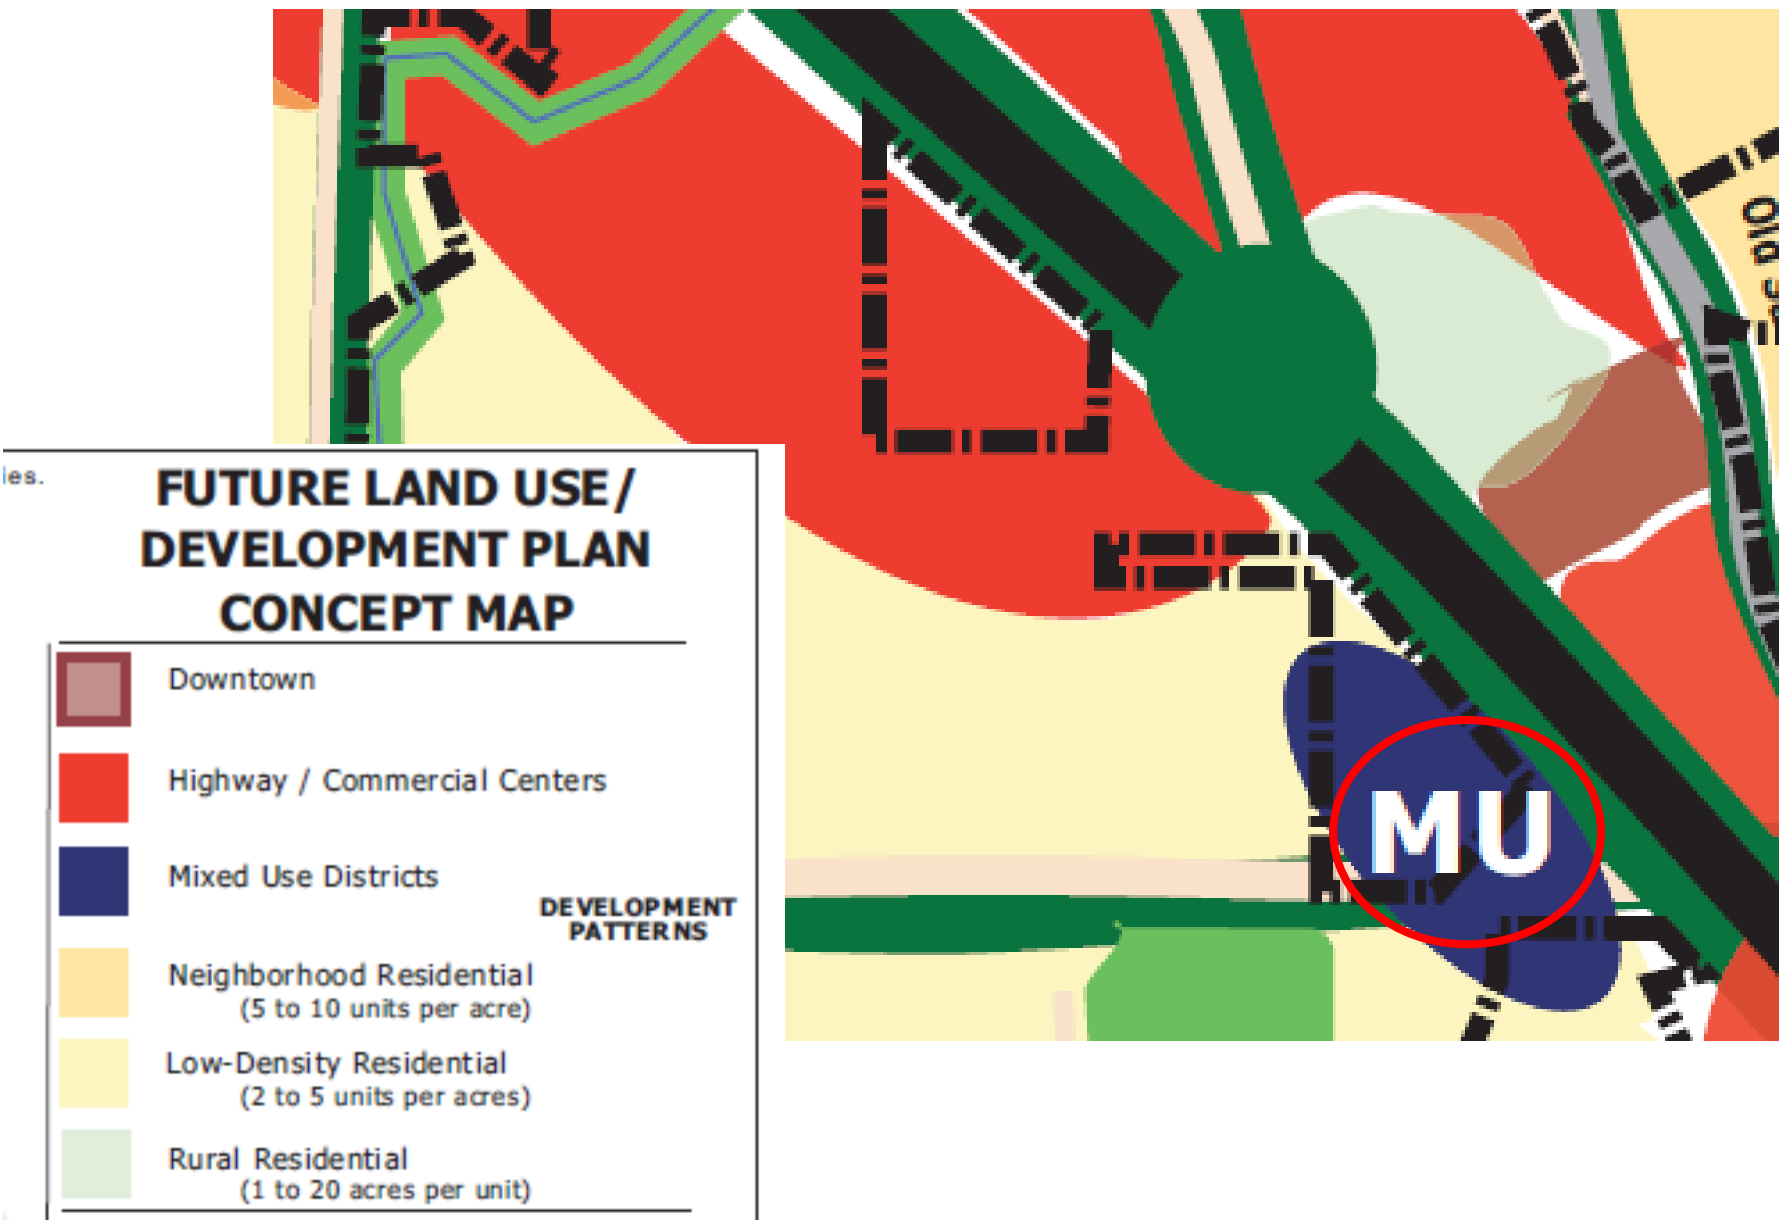 les.
FUTURE LAND USE/
DEVELOPMENT PLAN
CONCEPT MAP
Downtown
Highway / Commercial Centers
Mixed Use Districts
DEVELOPMENT
PATTERNS
Neighborhood Residential
(5 to 10 units per acre)
Low-Density Residential
(2 to 5 units per acres)
Rural Residential
(1 to 20 acres per unit)
MU